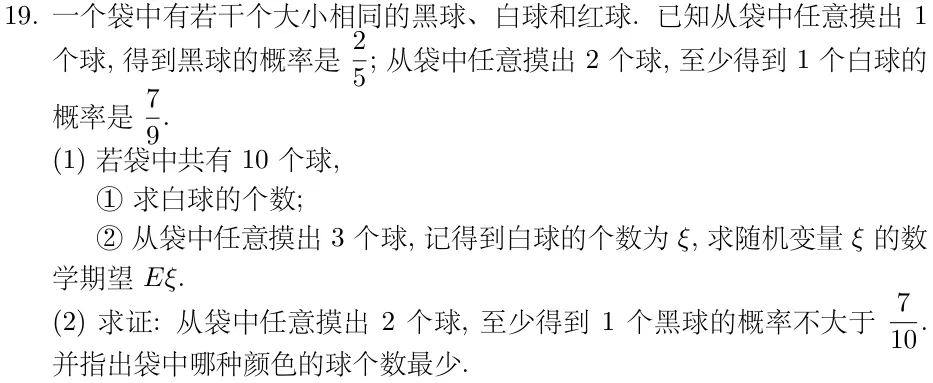 19. 一个袋中有若干个大小相同的黑球、白球和红球. 已知从袋中任意摸出 1
个球, 得到黑球的概率是 2/5; 从袋中任意摸出 2 个球, 至少得到 1 个白球的
概率是 7/9.
(1) 若袋中共有 10 个球,
① 求白球的个数;
② 从袋中任意摸出 3 个球, 记得到白球的个数为 ξ, 求随机变量 ξ 的数
学期望 Eξ.
(2) 求证: 从袋中任意摸出 2 个球, 至少得到 1 个黑球的概率不大于 7/10.
并指出袋中哪种颜色的球个数最少.